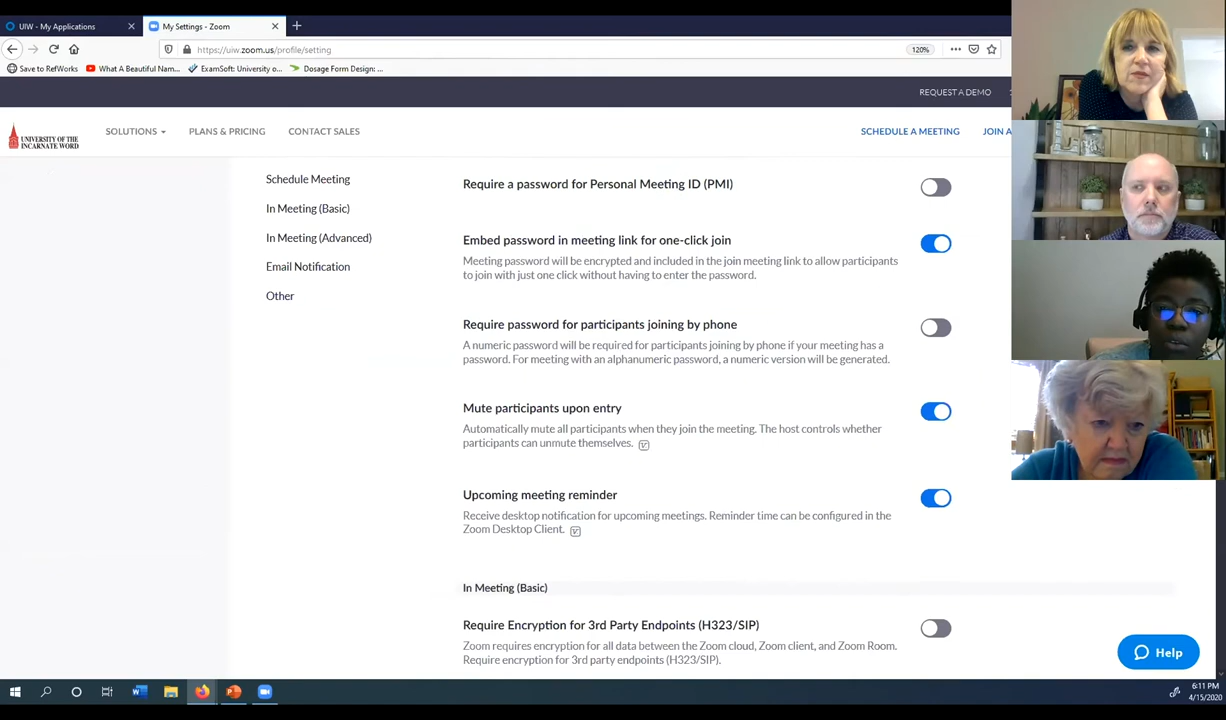 UIW - My Applications
My Settings - Zoom
https://uiw.zoom.us/profile/setting
120%
Save to RefWorks
What A Beautiful Nam...
ExamSoft: University o...
Dosage Form Design: ...
REQUEST A DEMO
UNIVERSITY OF THE
INCARNATE WORD
SOLUTIONS
PLANS & PRICING
CONTACT SALES
SCHEDULE A MEETING
JOIN A
Schedule Meeting
In Meeting (Basic)
In Meeting (Advanced)
Email Notification
Other
Require a password for Personal Meeting ID (PMI)
Embed password in meeting link for one-click join
Meeting password will be encrypted and included in the join meeting link to allow participants
to join with just one click without having to enter the password.
Require password for participants joining by phone
A numeric password will be required for participants joining by phone if your meeting has a
password. For meeting with an alphanumeric password, a numeric version will be generated.
Mute participants upon entry
Automatically mute all participants when they join the meeting. The host controls whether
participants can unmute themselves.
Upcoming meeting reminder
Receive desktop notification for upcoming meetings. Reminder time can be configured in the
Zoom Desktop Client.
In Meeting (Basic)
Require Encryption for 3rd Party Endpoints (H323/SIP)
Zoom requires encryption for all data between the Zoom cloud, Zoom client, and Zoom Room.
Require encryption for 3rd party endpoints (H323/SIP).
Help
6:11 PM
4/15/2020